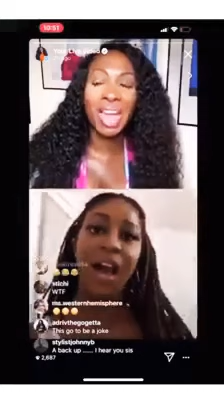 10:51
😂😂😂
stichi
WTF
ms.westernhemisphere
adrivthegogetta
This go to be a joke
stylistjohnnyb
A back up ...... I hear you sis
2,687